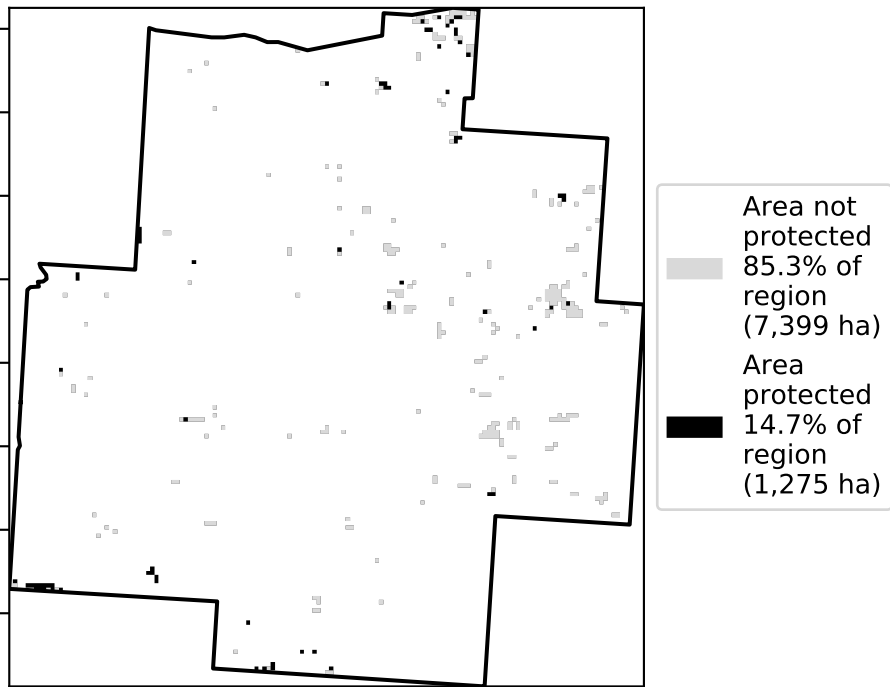 Area not
protected
85.3% of
region
(7,399 ha)
Area
protected
14.7% of
region
(1,275 ha)